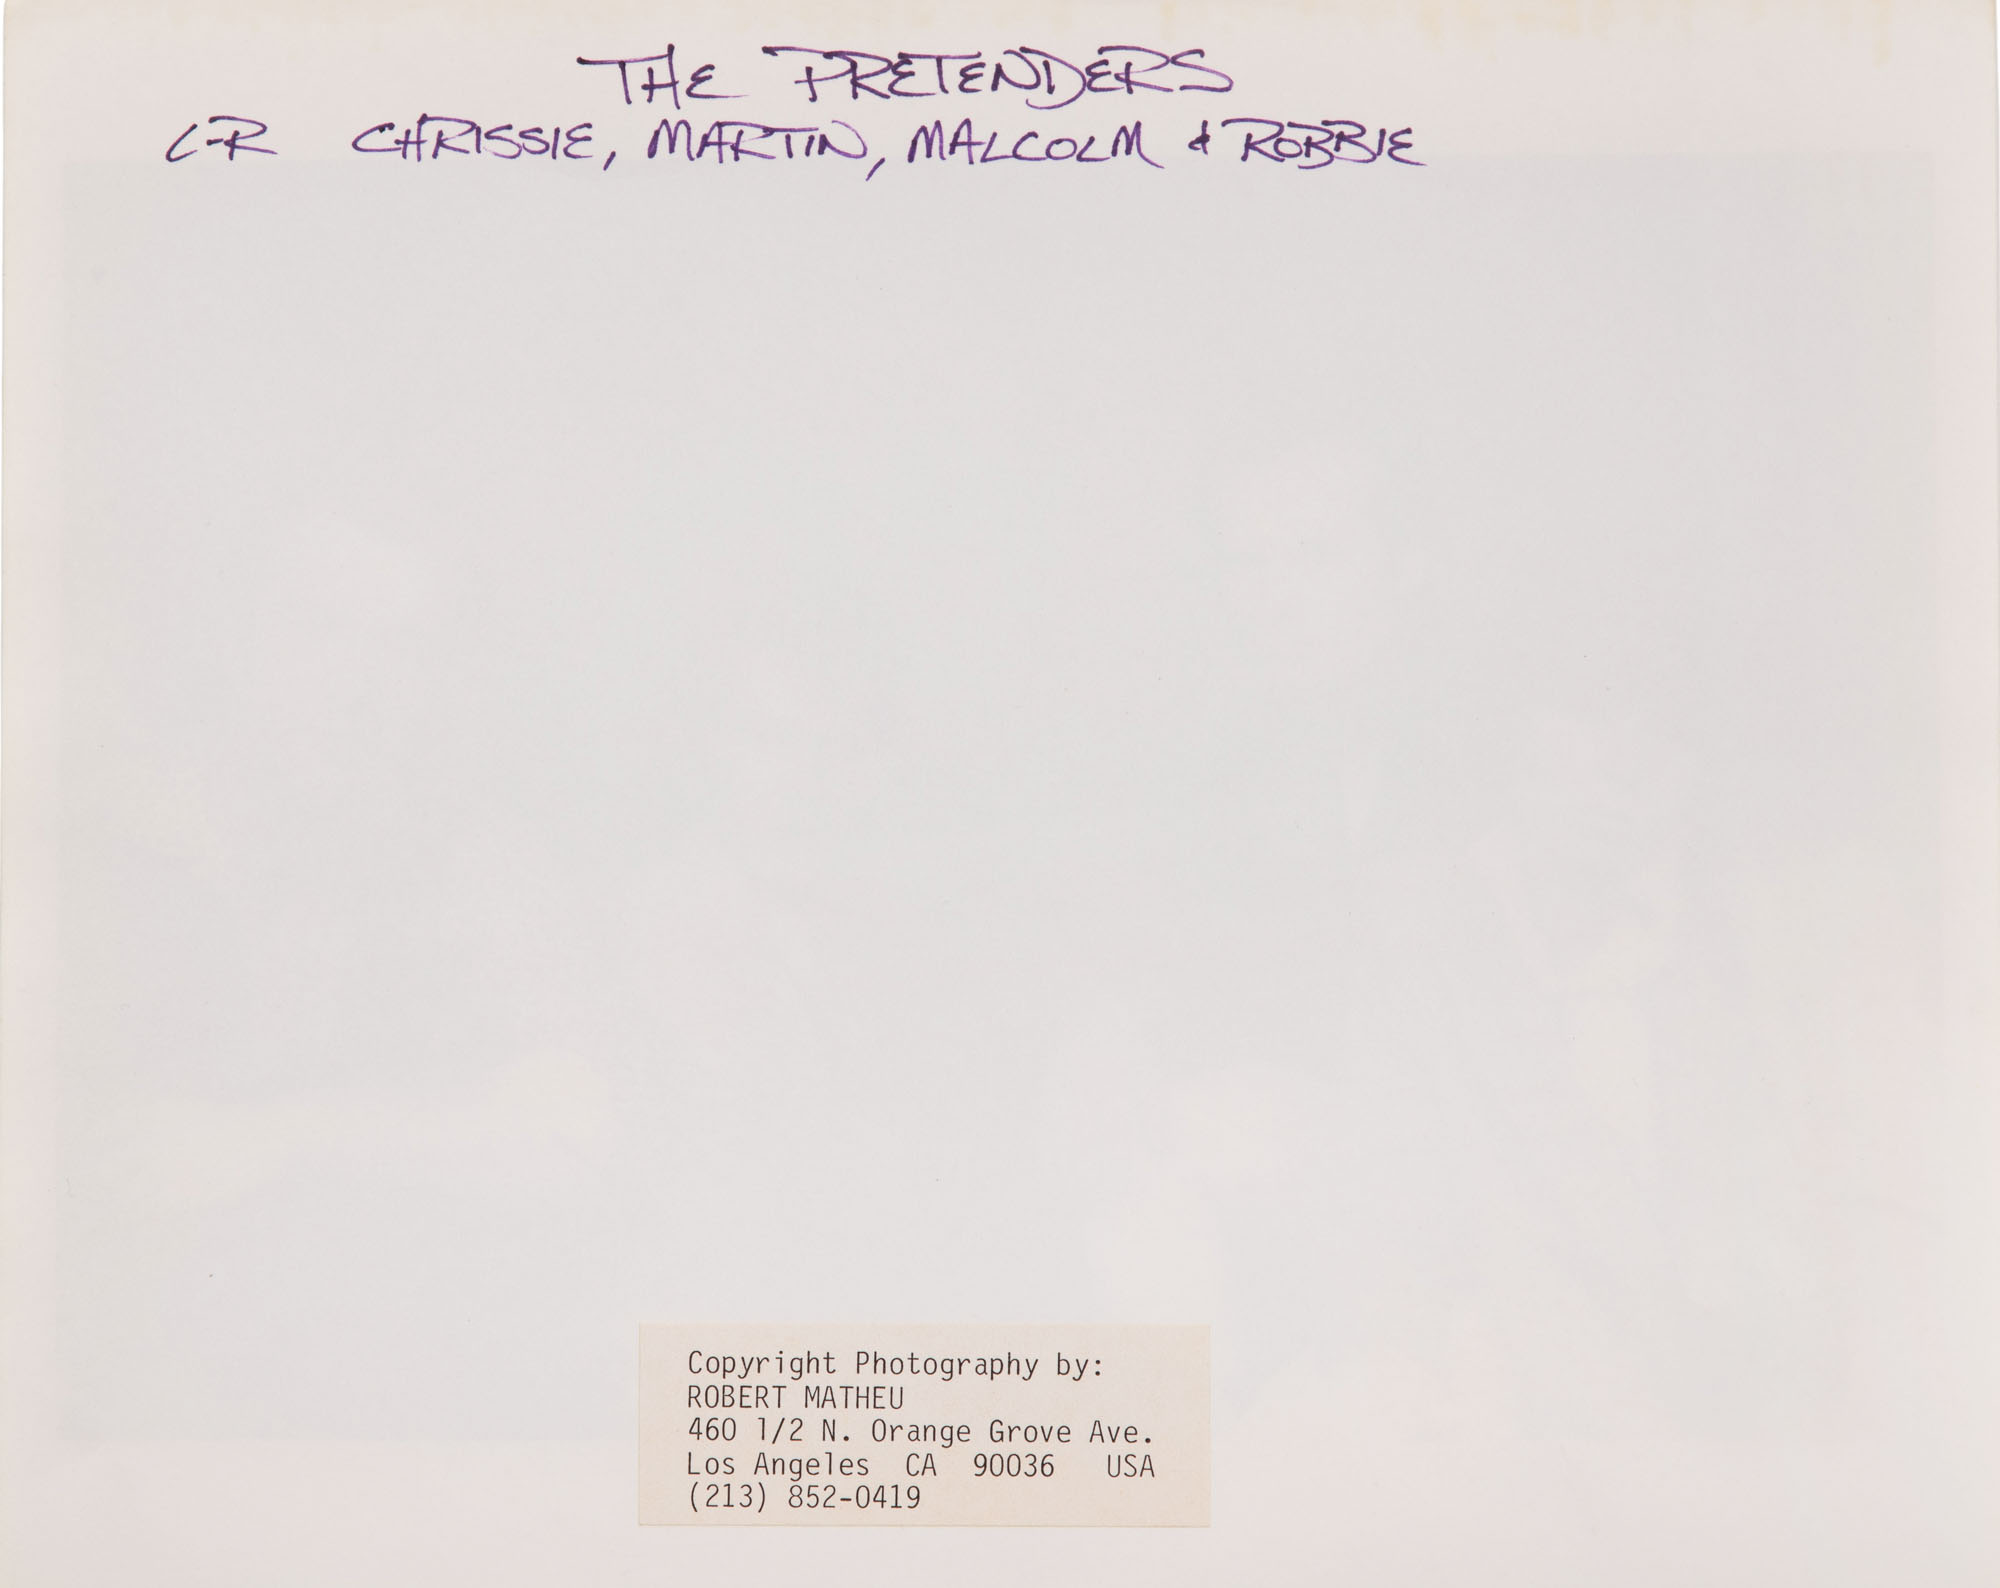 THE PRETENDERS
L-R CHRISSIE, MARTIN, MALCOLM & ROBBIE
Copyright Photography by:
ROBERT MATHEU
460 1/2 N. Orange Grove Ave.
Los Angeles CA 90036 USA
(213) 852-0419